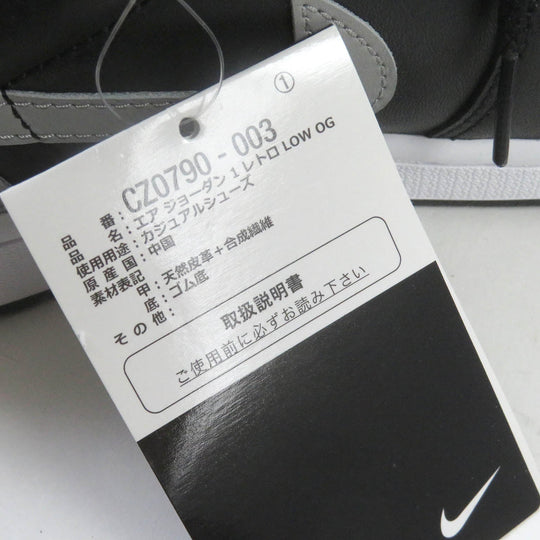 ①
品番：CZ0790-003
品名：エア ジョーダン 1 レトロ LOW OG
使用用途：カジュアルシューズ
原産国：中国
素材表記 甲：天然皮革＋合成繊維
底：ゴム底
その他：
取扱説明書
ご使用前に必ずお読み下さい